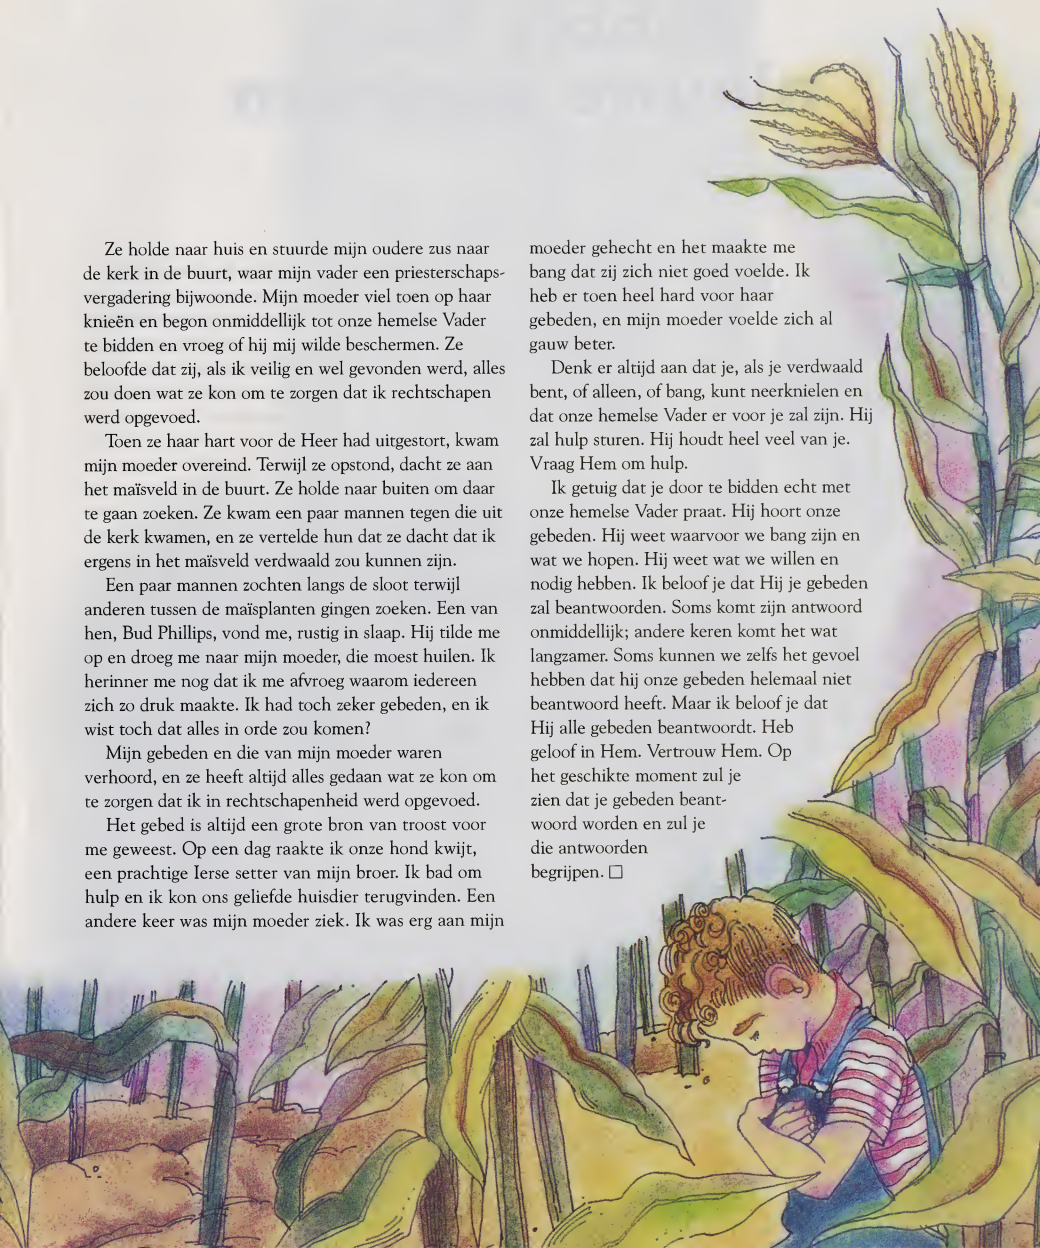 Ze holde naar huis en stuurde mijn oudere zus naar
de kerk in de buurt, waar mijn vader een priesterschaps-
vergadering bijwoonde. Mijn moeder viel toen op haar
knieën en begon onmiddellijk tot onze hemelse Vader
te bidden en vroeg of hij mij wilde beschermen. Ze
beloofde dat zij, als ik veilig en wel gevonden werd, alles
zou doen wat ze kon om te zorgen dat ik rechtschapen
werd opgevoed.
Toen ze haar hart voor de Heer had uitgestort, kwam
mijn moeder overeind. Terwijl ze opstond, dacht ze aan
het maïsveld in de buurt. Ze holde naar buiten om daar
te gaan zoeken. Ze kwam een paar mannen tegen die uit
de kerk kwamen, en ze vertelde hun dat ze dacht dat ik
ergens in het maïsveld verdwaald zou kunnen zijn.
Een paar mannen zochten langs de sloot terwijl
anderen tussen de maïsplanten gingen zoeken. Een van
hen, Bud Phillips, vond me, rustig in slaap. Hij tilde me
op en droeg me naar mijn moeder, die moest huilen. Ik
herinner me nog dat ik me afvroeg waarom iedereen
zich zo druk maakte. Ik had toch zeker gebeden, en ik
wist toch dat alles in orde zou komen?
Mijn gebeden en die van mijn moeder waren
verhoord, en ze heeft altijd alles gedaan wat ze kon om
te zorgen dat ik in rechtschapenheid werd opgevoed.
Het gebed is altijd een grote bron van troost voor
me geweest. Op een dag raakte ik onze hond kwijt,
een prachtige Ierse setter van mijn broer. Ik bad om
hulp en ik kon ons geliefde huisdier terugvinden. Een
andere keer was mijn moeder ziek. Ik was erg aan mijn
moeder gehecht en het maakte me
bang dat zij zich niet goed voelde. Ik
heb er toen heel hard voor haar
gebeden, en mijn moeder voelde zich al
gauw beter.
Denk er altijd aan dat je, als je verdwaald
bent, of alleen, of bang, kunt neerknielen en
dat onze hemelse Vader er voor je zal zijn. Hij
zal hulp sturen. Hij houdt heel veel van je.
Vraag Hem om hulp.
Ik getuig dat je door te bidden echt met
onze hemelse Vader praat. Hij hoort onze
gebeden. Hij weet waarvoor we bang zijn en
wat we hopen. Hij weet wat we willen en
nodig hebben. Ik beloof je dat Hij je gebeden
zal beantwoorden. Soms komt zijn antwoord
onmiddellijk; andere keren komt het wat
langzamer. Soms kunnen we zelfs het gevoel
hebben dat hij onze gebeden helemaal niet
beantwoord heeft. Maar ik beloof je dat
Hij alle gebeden beantwoordt. Heb
geloof in Hem. Vertrouw Hem. Op
het geschikte moment zul je
zien dat je gebeden beant-
woord worden en zul je
die antwoorden
begrijpen. □